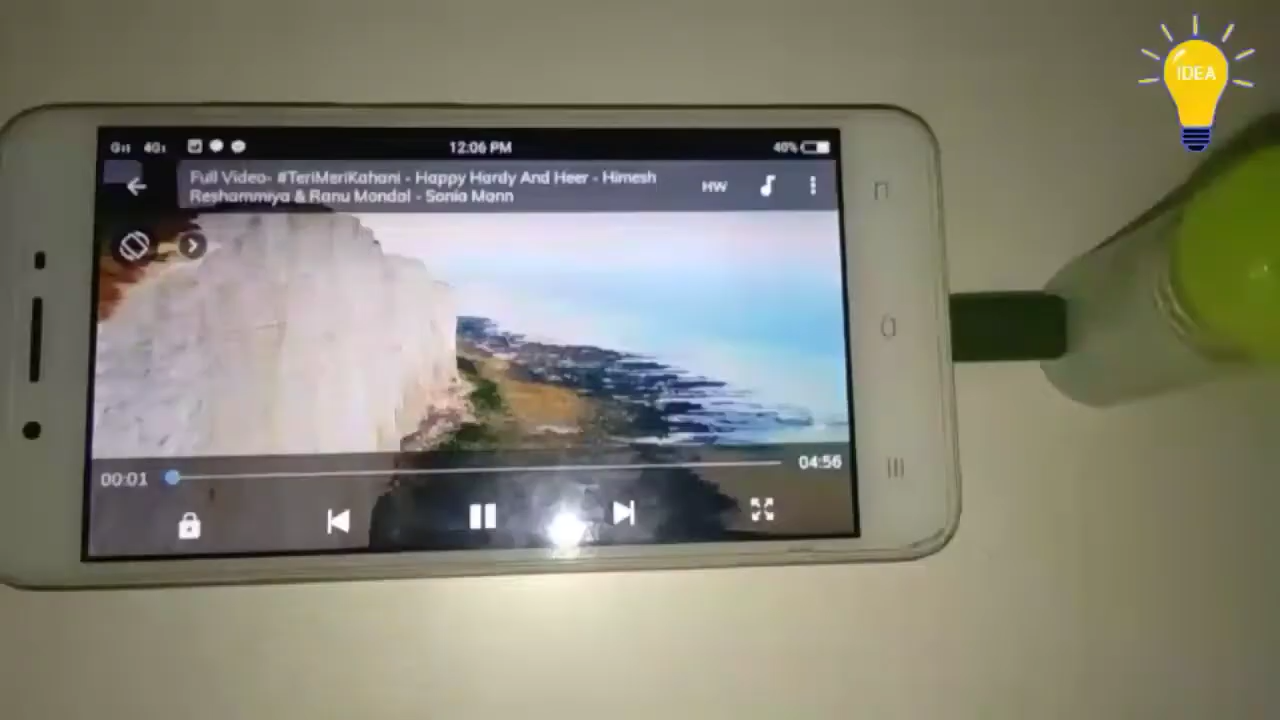 IDEA
12:06 PM
40%
Full Video- #TeriMeriKahani - Happy Hardy And Heer - Himesh
Reshammiya & Ranu Mondal - Sonia Mann
HW
00:01
04:56